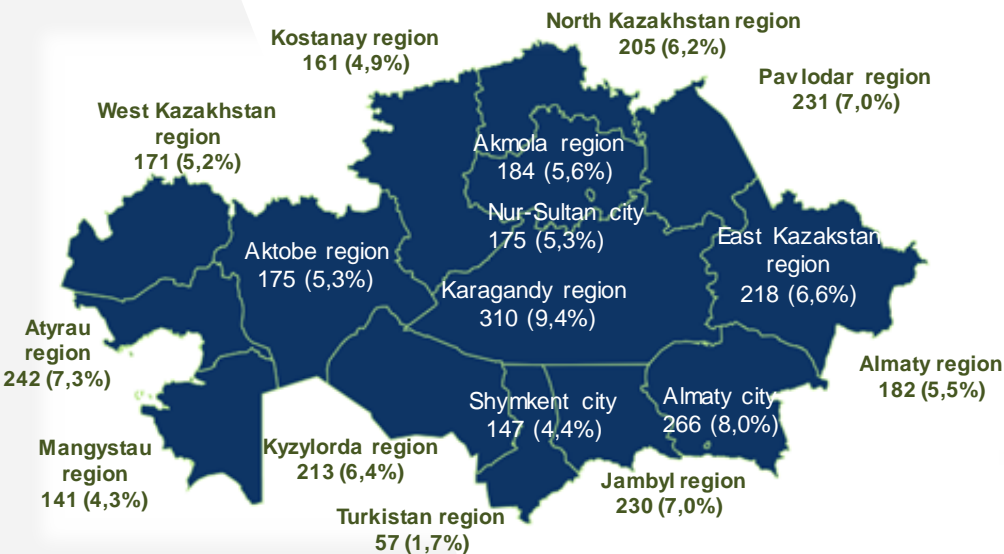 North Kazakhstan region
205 (6,2%)
Kostanay region
161 (4,9%)
Pavlodar region
231 (7,0%)
West Kazakhstan
region
171 (5,2%)
Akmola region
184 (5,6%)
Nur-Sultan city
175 (5,3%)
Aktobe region
175 (5,3%)
East Kazakstan
region
218 (6,6%)
Karagandy region
310 (9,4%)
Atyrau
region
242 (7,3%)
Almaty region
182 (5,5%)
Shymkent city
147 (4,4%)
Almaty city
266 (8,0%)
Mangystau
region
141 (4,3%)
Kyzylorda region
213 (6,4%)
Jambyl region
230 (7,0%)
Turkistan region
57 (1,7%)